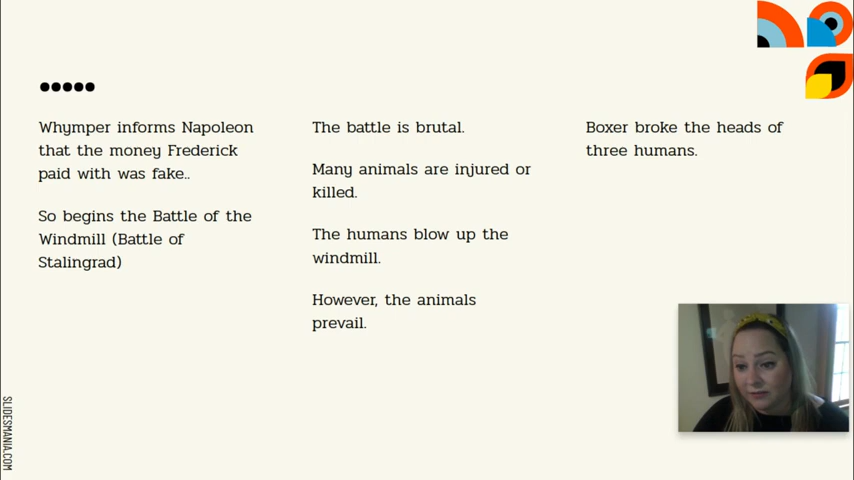 Whymper informs Napoleon
that the money Frederick
paid with was fake..
So begins the Battle of the
Windmill (Battle of
Stalingrad)
The battle is brutal.
Many animals are injured or
killed.
The humans blow up the
windmill.
However, the animals
prevail.
Boxer broke the heads of
three humans.
SLIDESMANIA.COM